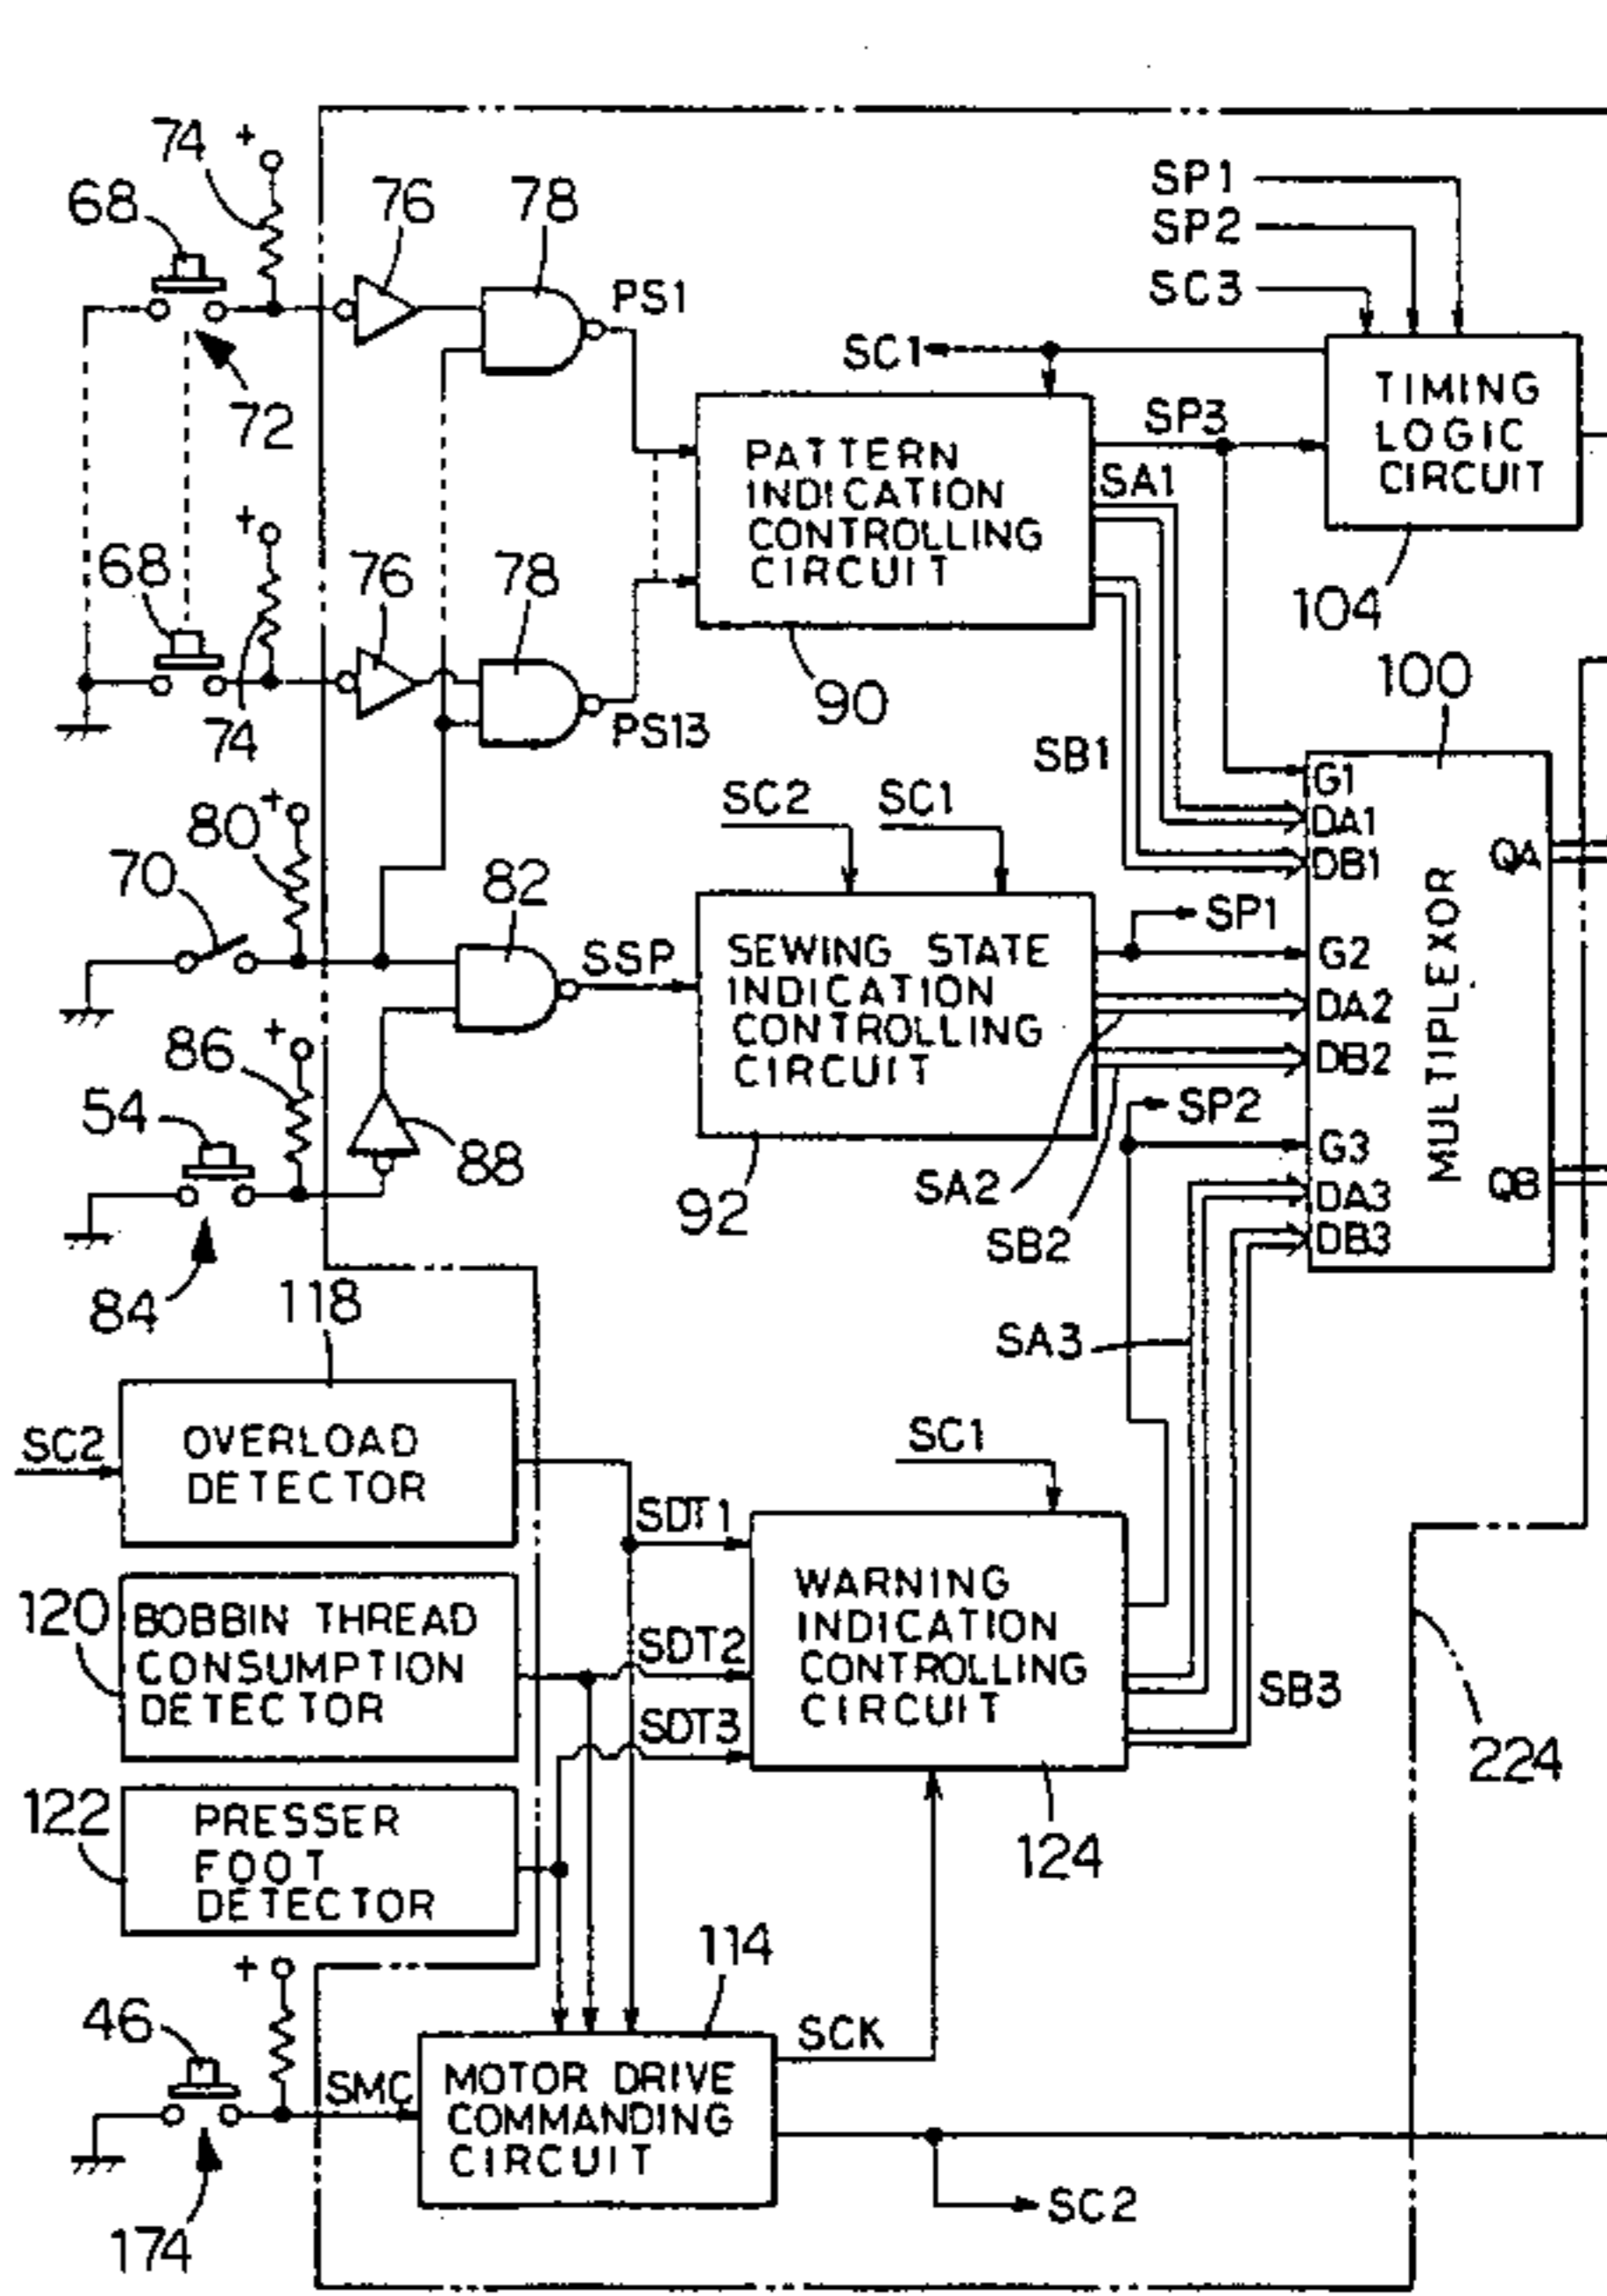 74
+
68
76
78
PS1
SP1
SP2
SC3
72
SC1
TIMING
LOGIC
CIRCUIT
SP3
PATTERN
INDICATION
CONTROLLING
CIRCUIT
SA1
104
+
68
76
78
74
PS13
90
100
SB1
G1
DA1
DB1
QA
80
+
SC2
SC1
70
82
SSP
SEWING STATE
INDICATION
CONTROLLING
CIRCUIT
SP1
G2
DA2
DB2
MULTIPLEXOR
86
+
54
88
SP2
G3
DA3
DB3
QB
92
SA2
SB2
84
118
SA3
SC2
OVERLOAD
DETECTOR
SC1
SDT1
120
BOBBIN THREAD
CONSUMPTION
DETECTOR
SDT2
WARNING
INDICATION
CONTROLLING
CIRCUIT
SB3
SDT3
224
122
PRESSER
FOOT
DETECTOR
124
114
+
46
SCK
SMC
MOTOR DRIVE
COMMANDING
CIRCUIT
SC2
174